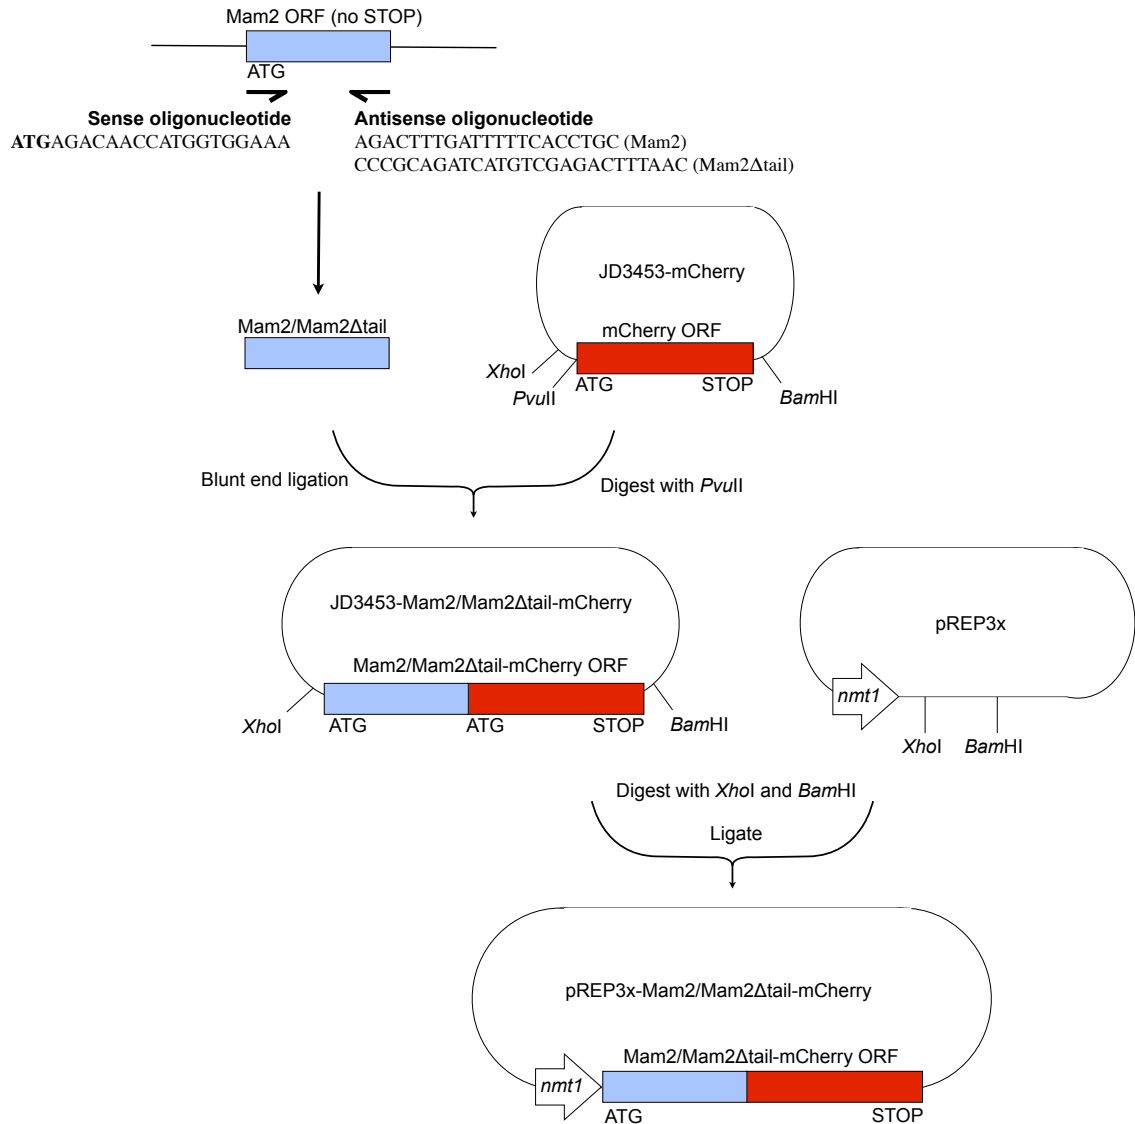 Mam2 ORF (no STOP)
ATG
Sense oligonucleotide
ATGAGACAACCATGGTGGAAA
Antisense oligonucleotide
AGACTTTGATTTTTCACCTGC (Mam2)
CCCGCAGATCATGTCGAGACTTTAAC (Mam2Δtail)
JD3453-mCherry
mCherry ORF
XhoI
PvuII
ATG
STOP
BamHI
Mam2/Mam2Δtail
Blunt end ligation
Digest with PvuII
JD3453-Mam2/Mam2Δtail-mCherry
Mam2/Mam2Δtail-mCherry ORF
XhoI
ATG
ATG
STOP
BamHI
pREP3x
nmt1
XhoI
BamHI
Digest with XhoI and BamHI
Ligate
pREP3x-Mam2/Mam2Δtail-mCherry
Mam2/Mam2Δtail-mCherry ORF
nmt1
ATG
STOP